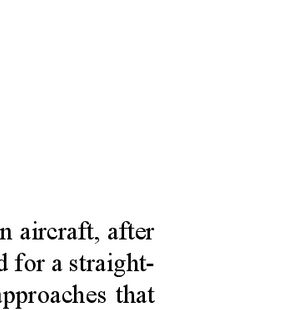 n aircraft, after
d for a straight-
approaches that